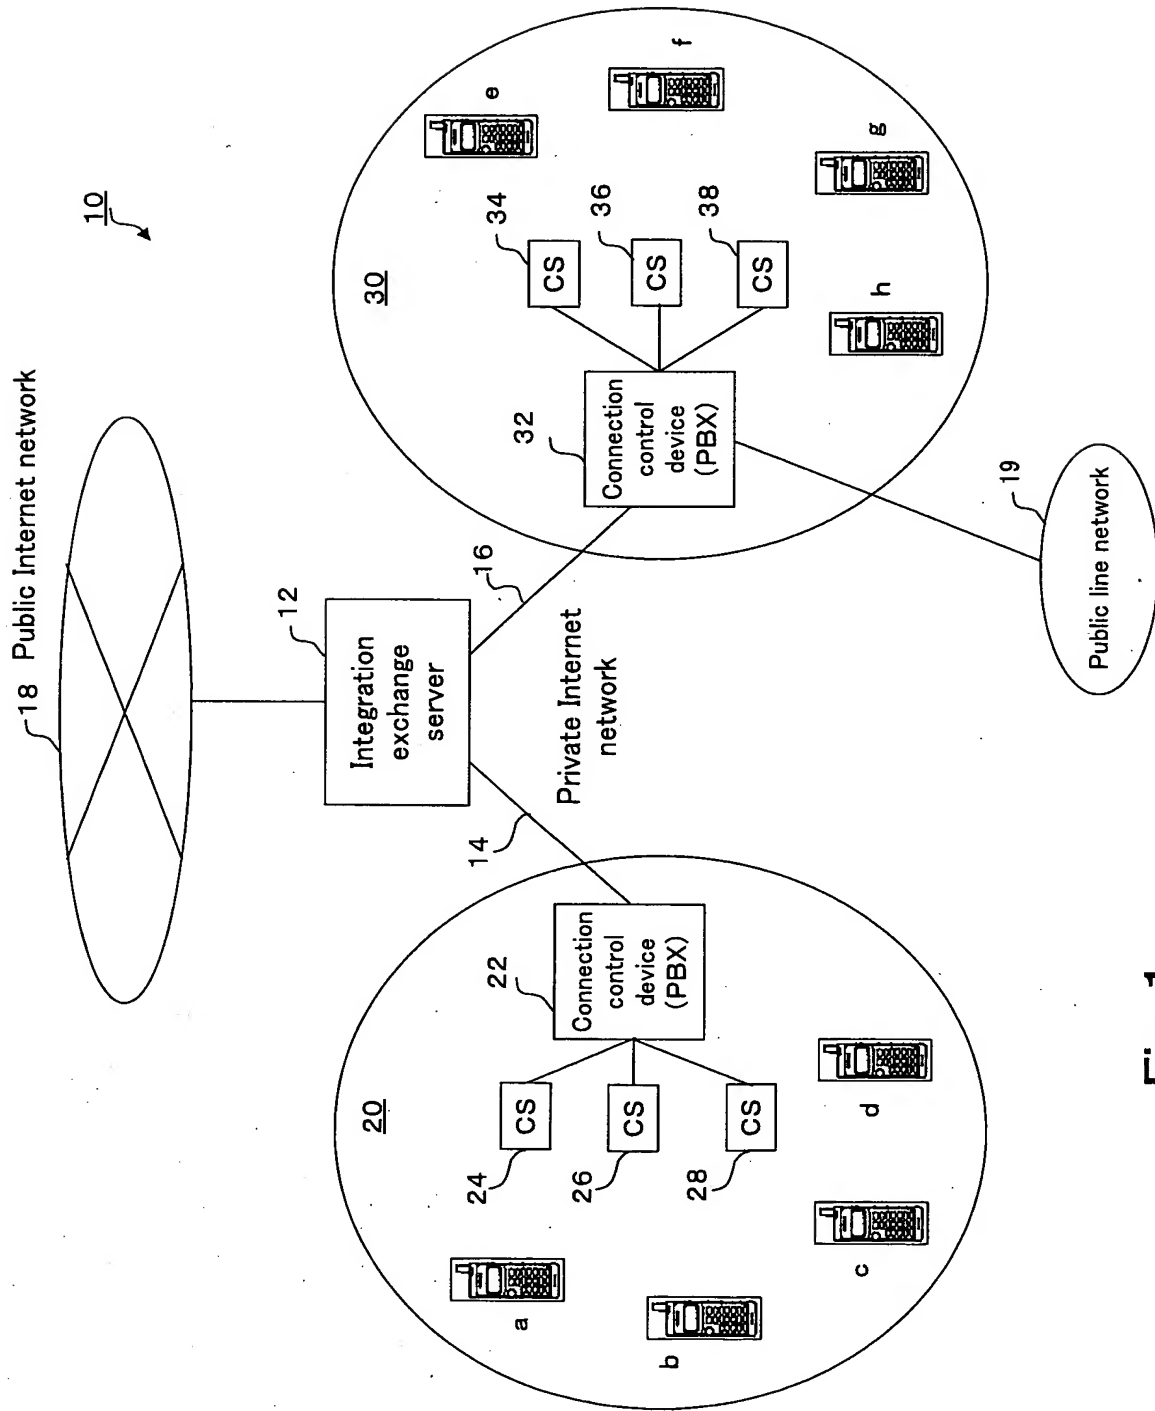 10
18 Public Internet network
12
Integration
exchange
server
14
16
Private Internet
network
20
22
Connection
control
device
(PBX)
24
CS
26
CS
28
CS
a
b
c
d
30
32
Connection
control
device
(PBX)
34
CS
36
CS
38
CS
e
f
g
h
19
Public line network